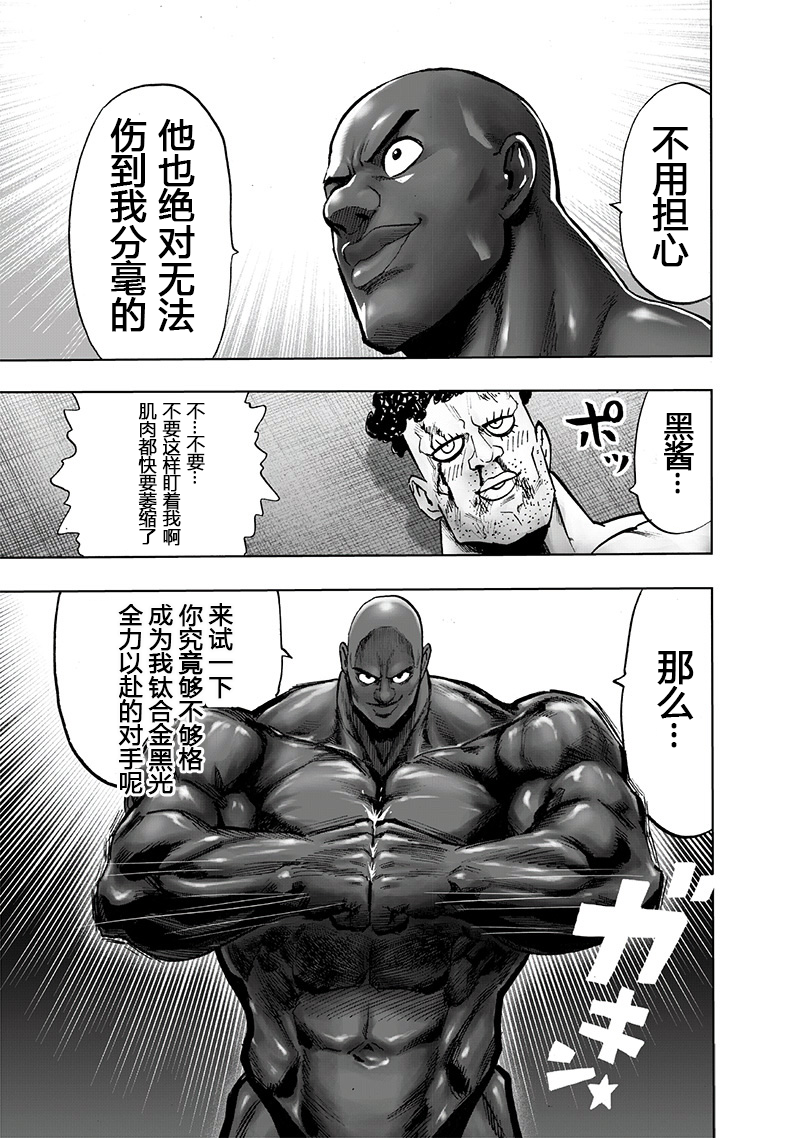 不用担心
他也绝对无法
伤到我分毫的
黑酱…
ポッ
不…不要…
不要这样盯着我啊
肌肉都快要萎缩了
那么…
来试一下
你究竟够不够格
成为我钛合金黑光
全力以赴的对手呢
ガキン☆